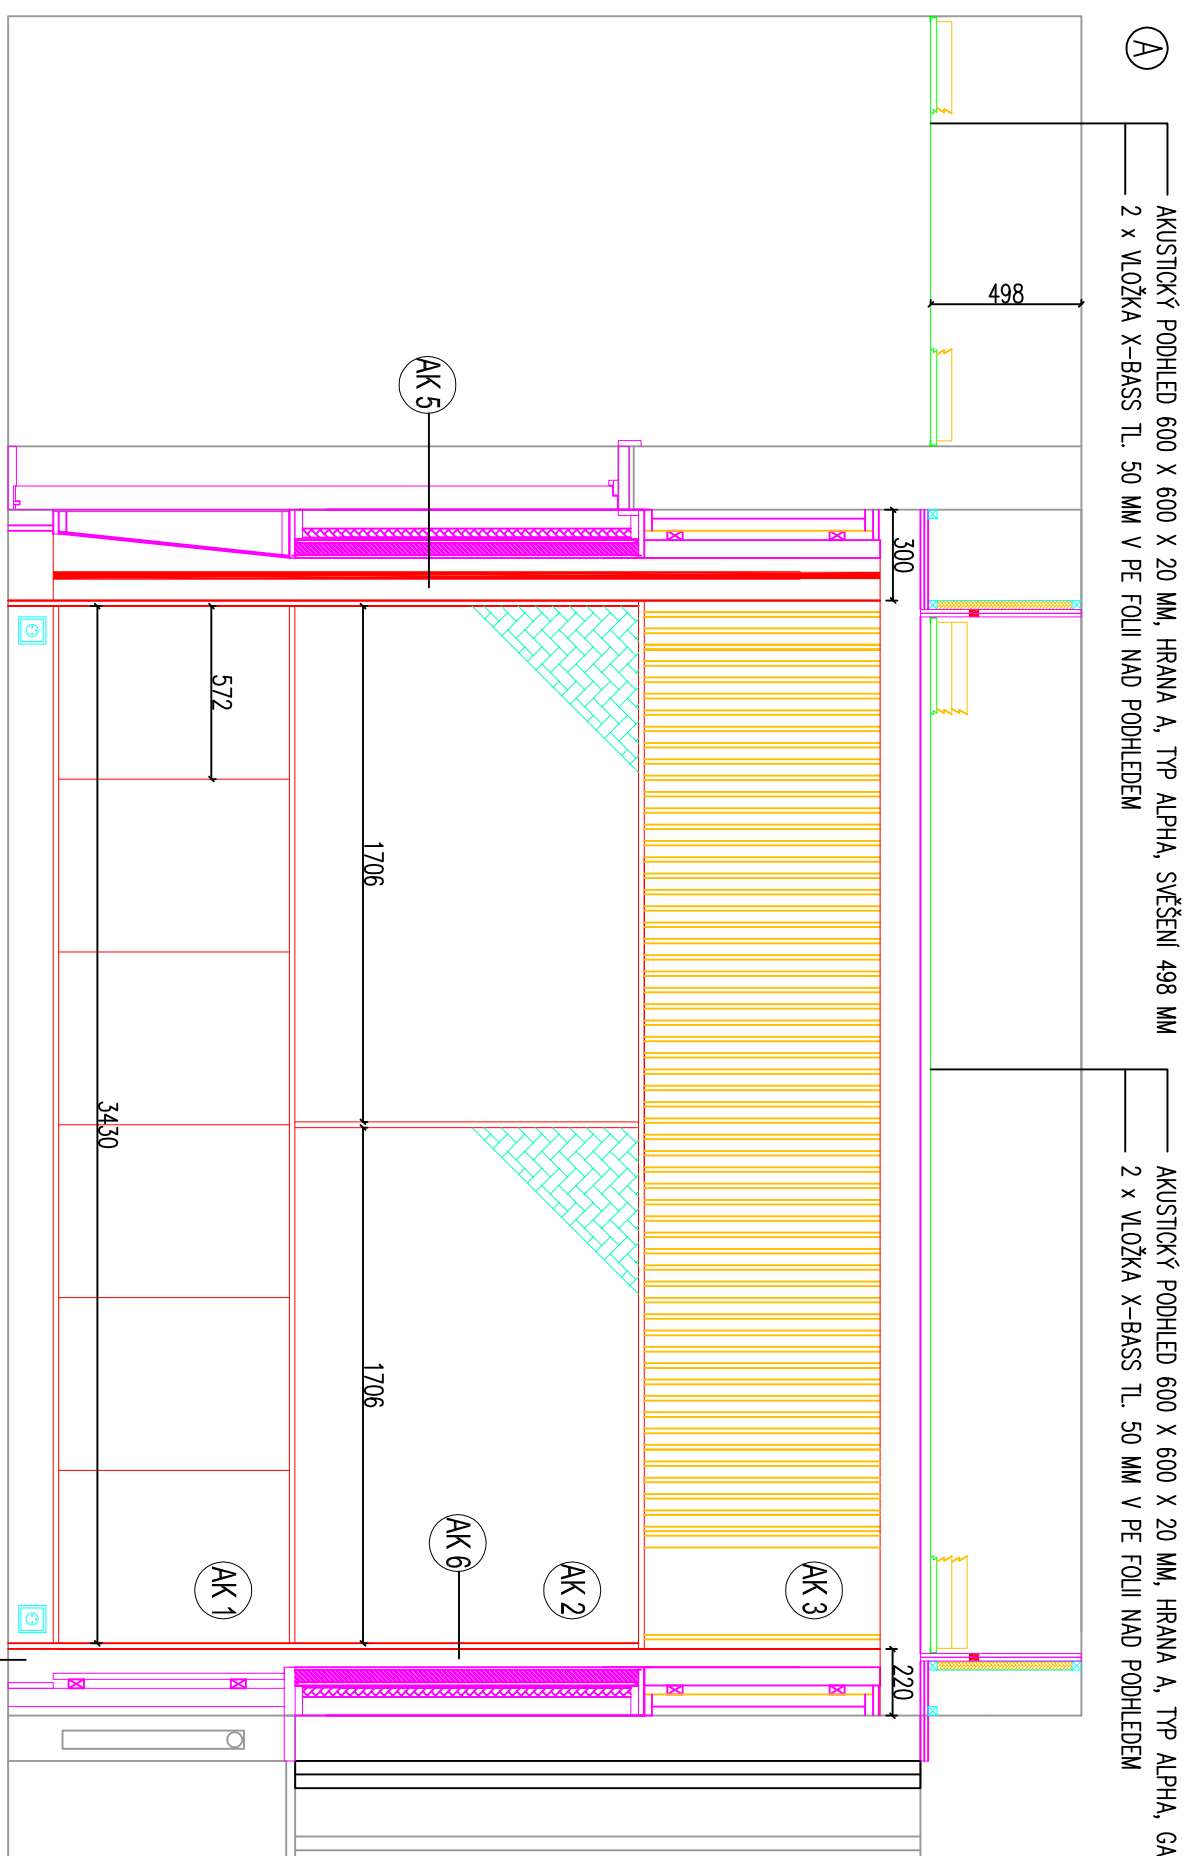 A
AKUSTICKÝ PODHLED 600 X 600 X 20 MM, HRANA A, TYP ALPHA, SVĚŠENÍ 498 MM
2 x VLOŽKA X-BASS TL. 50 MM V PE FOLII NAD PODHLEDEM
AKUSTICKÝ PODHLED 600 X 600 X 20 MM, HRANA A, TYP ALPHA, GA
2 x VLOŽKA X-BASS TL. 50 MM V PE FOLII NAD PODHLEDEM
498
300
220
AK 3
AK 5
AK 2
AK 6
1706
1706
572
AK 1
3430